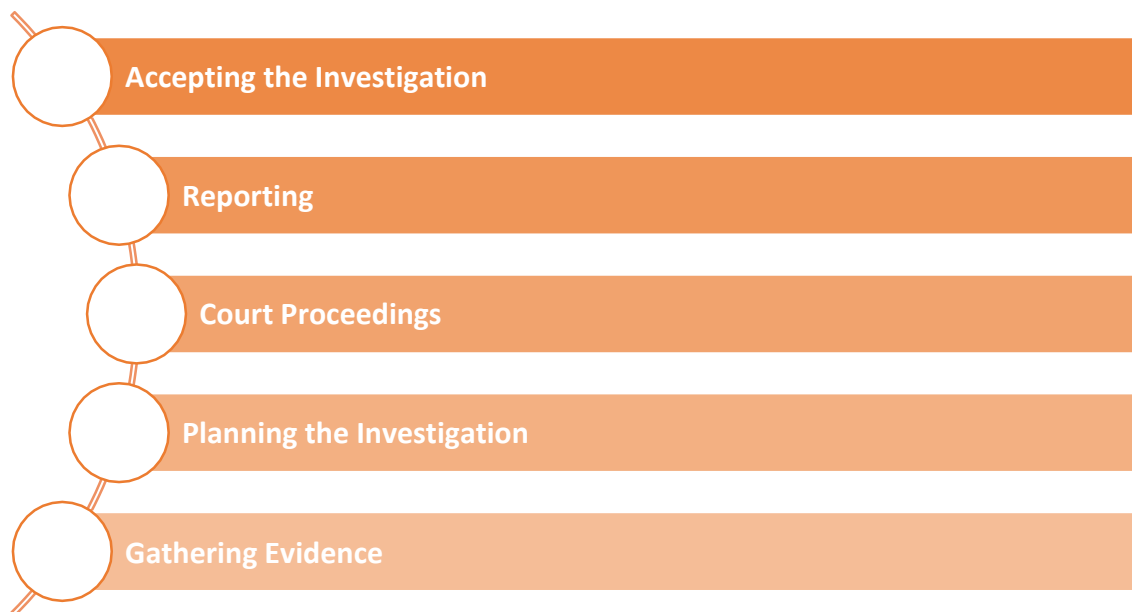 Accepting the Investigation
Reporting
Court Proceedings
Planning the Investigation
Gathering Evidence